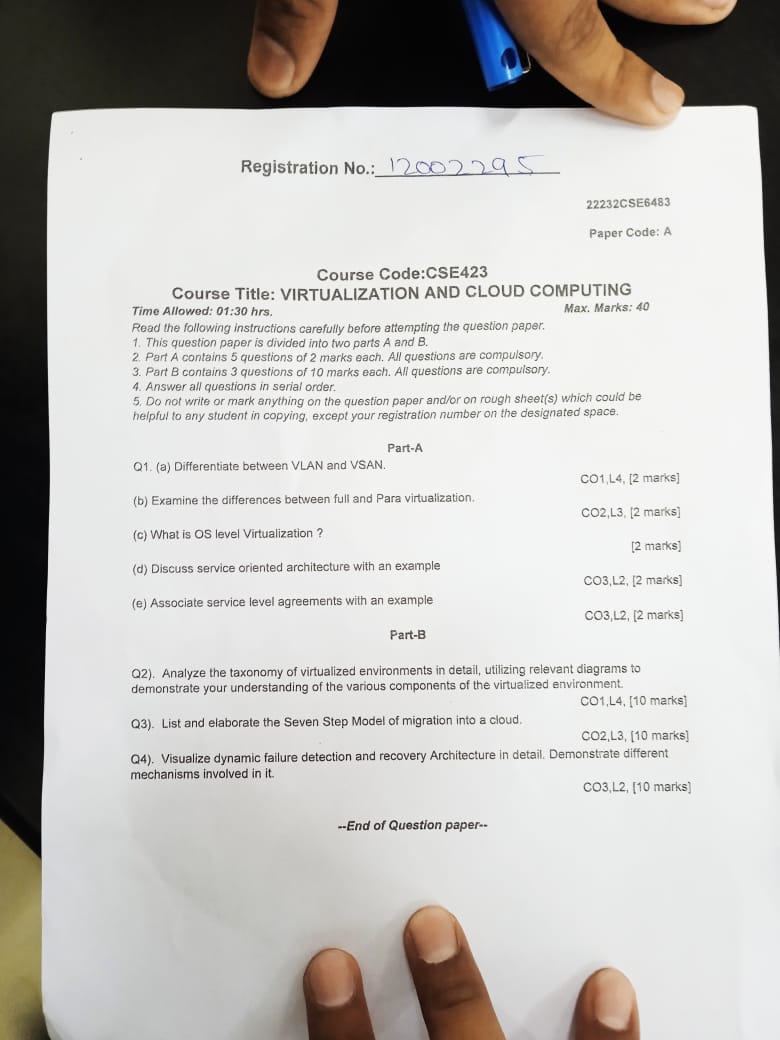 Registration No.: 12002295
22232CSE6483
Paper Code: A
Course Code:CSE423
Course Title: VIRTUALIZATION AND CLOUD COMPUTING
Time Allowed: 01:30 hrs. Max. Marks: 40
Read the following instructions carefully before attempting the question paper.
1. This question paper is divided into two parts A and B.
2. Part A contains 5 questions of 2 marks each. All questions are compulsory.
3. Part B contains 3 questions of 10 marks each. All questions are compulsory.
4. Answer all questions in serial order.
5. Do not write or mark anything on the question paper and/or on rough sheet(s) which could be
helpful to any student in copying, except your registration number on the designated space.
Part-A
Q1. (a) Differentiate between VLAN and VSAN.
CO1,L4, [2 marks]
(b) Examine the differences between full and Para virtualization.
CO2,L3, [2 marks]
(c) What is OS level Virtualization ?
[2 marks]
(d) Discuss service oriented architecture with an example
CO3,L2, [2 marks]
(e) Associate service level agreements with an example
CO3,L2, [2 marks]
Part-B
Q2). Analyze the taxonomy of virtualized environments in detail, utilizing relevant diagrams to
demonstrate your understanding of the various components of the virtualized environment.
CO1,L4, [10 marks]
Q3). List and elaborate the Seven Step Model of migration into a cloud.
CO2,L3, [10 marks]
Q4). Visualize dynamic failure detection and recovery Architecture in detail. Demonstrate different
mechanisms involved in it.
CO3,L2, [10 marks]
--End of Question paper--